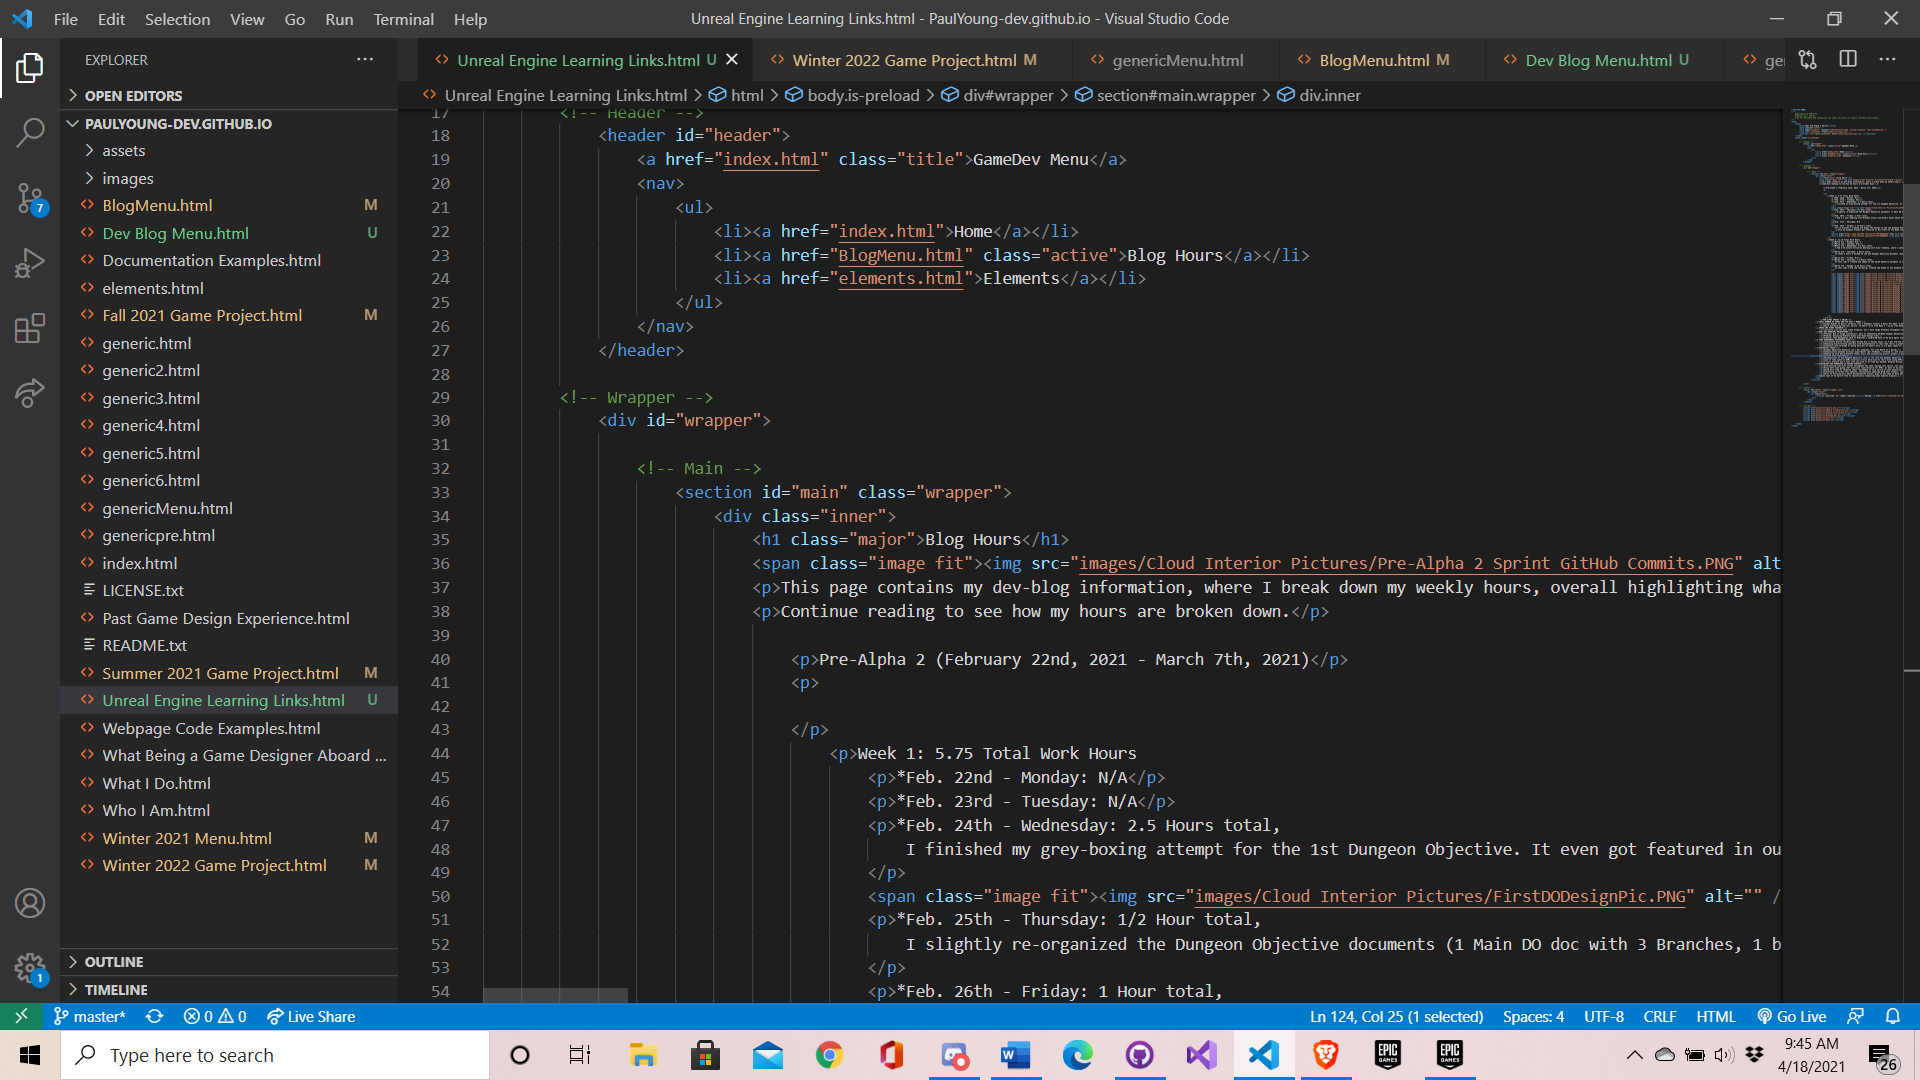 File Edit Selection View Go Run Terminal Help
Unreal Engine Learning Links.html - PaulYoung-dev.github.io - Visual Studio Code
EXPLORER
Unreal Engine Learning Links.html U
Winter 2022 Game Project.html M
genericMenu.html
BlogMenu.html M
Dev Blog Menu.html U
Unreal Engine Learning Links.html > html > body.is-preload > div#wrapper > section#main.wrapper > div.inner
OPEN EDITORS
PAULYOUNG-DEV.GITHUB.IO
assets
images
BlogMenu.html M
Dev Blog Menu.html U
Documentation Examples.html
elements.html
Fall 2021 Game Project.html M
generic.html
generic2.html
generic3.html
generic4.html
generic5.html
generic6.html
genericMenu.html
genericpre.html
index.html
LICENSE.txt
Past Game Design Experience.html
README.txt
Summer 2021 Game Project.html M
Unreal Engine Learning Links.html U
Webpage Code Examples.html
What Being a Game Designer Aboard ...
What I Do.html
Who I Am.html
Winter 2021 Menu.html M
Winter 2022 Game Project.html M
OUTLINE
TIMELINE
7
1
17 <!-- Header -->
18 <header id="header">
19 <a href="index.html" class="title">GameDev Menu</a>
20 <nav>
21 <ul>
22 <li><a href="index.html">Home</a></li>
23 <li><a href="BlogMenu.html" class="active">Blog Hours</a></li>
24 <li><a href="elements.html">Elements</a></li>
25 </ul>
26 </nav>
27 </header>
28
29 <!-- Wrapper -->
30 <div id="wrapper">
31
32 <!-- Main -->
33 <section id="main" class="wrapper">
34 <div class="inner">
35 <h1 class="major">Blog Hours</h1>
36 <span class="image fit"><img src="images/Cloud Interior Pictures/Pre-Alpha 2 Sprint GitHub Commits.PNG" alt
37 <p>This page contains my dev-blog information, where I break down my weekly hours, overall highlighting wha
38 <p>Continue reading to see how my hours are broken down.</p>
39
40 <p>Pre-Alpha 2 (February 22nd, 2021 - March 7th, 2021)</p>
41 <p>
42
43 </p>
44 <p>Week 1: 5.75 Total Work Hours
45 <p>*Feb. 22nd - Monday: N/A</p>
46 <p>*Feb. 23rd - Tuesday: N/A</p>
47 <p>*Feb. 24th - Wednesday: 2.5 Hours total,
48 I finished my grey-boxing attempt for the 1st Dungeon Objective. It even got featured in ou
49 </p>
50 <span class="image fit"><img src="images/Cloud Interior Pictures/FirstDODesignPic.PNG" alt="" /
51 <p>*Feb. 25th - Thursday: 1/2 Hour total,
52 I slightly re-organized the Dungeon Objective documents (1 Main DO doc with 3 Branches, 1 b
53 </p>
54 <p>*Feb. 26th - Friday: 1 Hour total,
master* 0 0 Live Share
Ln 124, Col 25 (1 selected) Spaces: 4 UTF-8 CRLF HTML Go Live
Type here to search
EPIC GAMES
EPIC GAMES
9:45 AM
4/18/2021
26